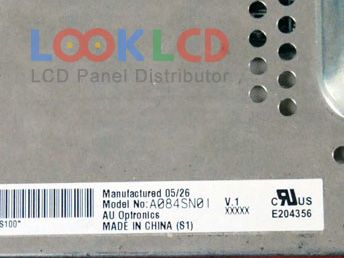 LOOKLCD
LCD Panel Distributor
Manufactured 05/26
Model No: A084SN01 V.1
AU Optronics XXXXX
MADE IN CHINA (S1)
S100"
C US
E204356